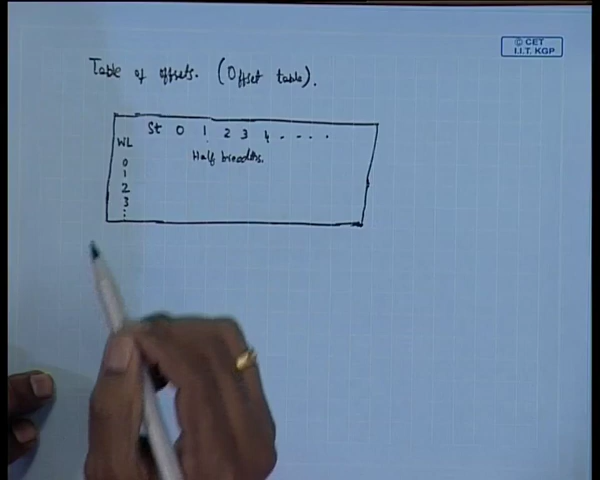 © CET
I.I.T. KGP
Table of offsets. (Offset table).
St 0 1 2 3 4 - - . .
WL
Half breadths.
0
1
2
3
⋮